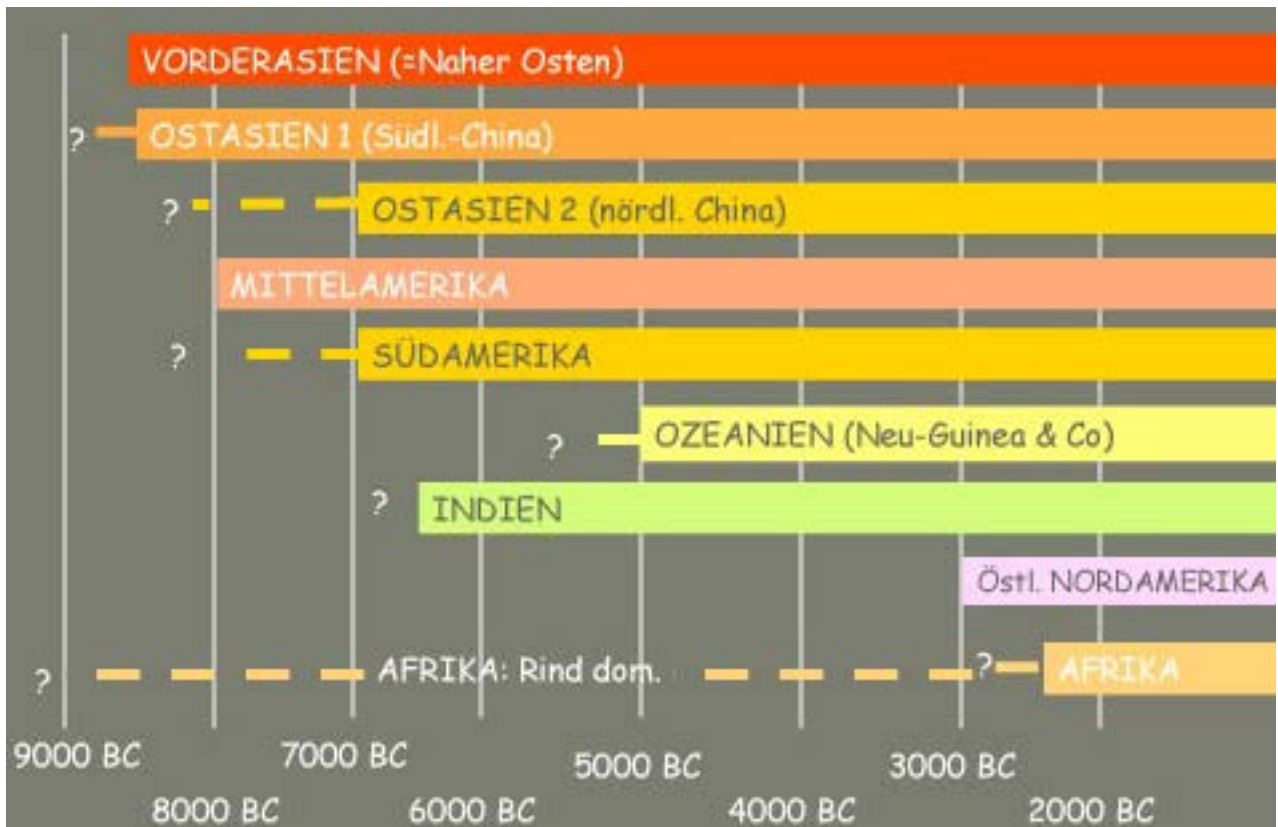 VORDERASIEN (=Naher Osten)
? OSTASIEN 1 (Südl.-China)
? OSTASIEN 2 (nördl. China)
MITTELAMERIKA
? SÜDAMERIKA
? OZEANIEN (Neu-Guinea & Co)
? INDIEN
Östl. NORDAMERIKA
? AFRIKA: Rind dom. ? AFRIKA
9000 BC 7000 BC 5000 BC 3000 BC
8000 BC 6000 BC 4000 BC 2000 BC